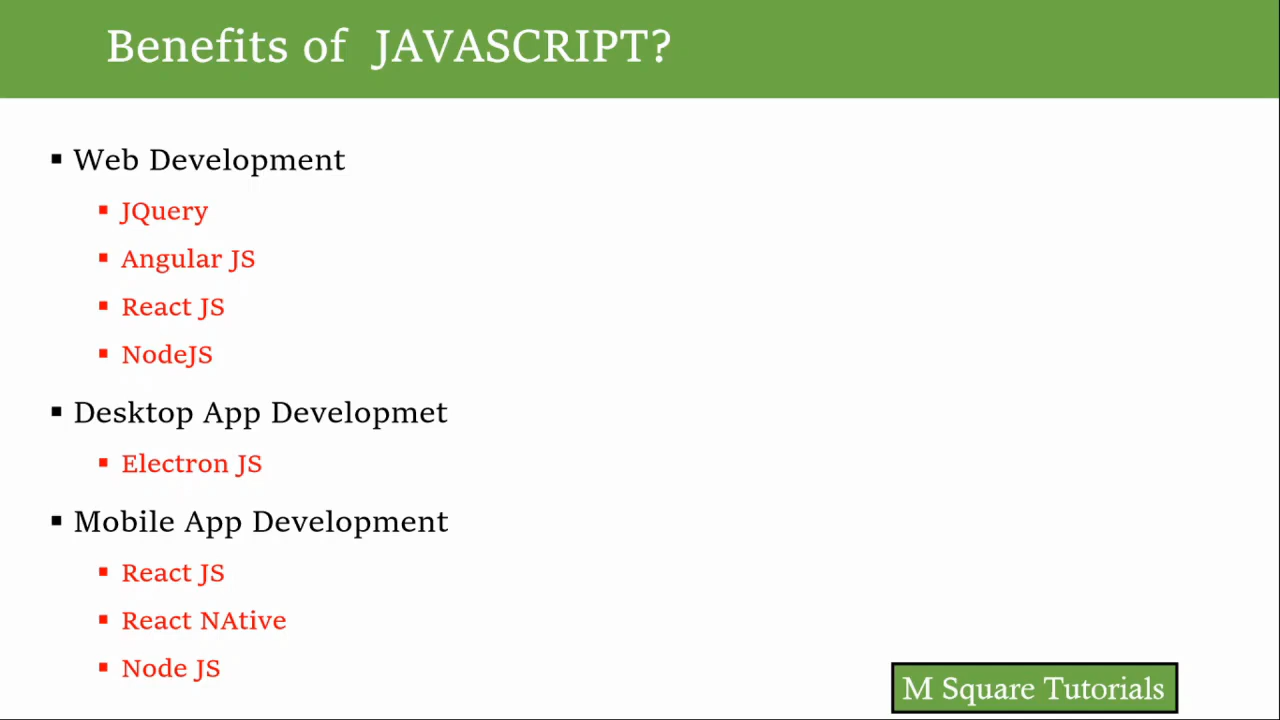 Benefits of JAVASCRIPT?
Web Development
JQuery
Angular JS
React JS
NodeJS
Desktop App Developmet
Electron JS
Mobile App Development
React JS
React NAtive
Node JS
M Square Tutorials